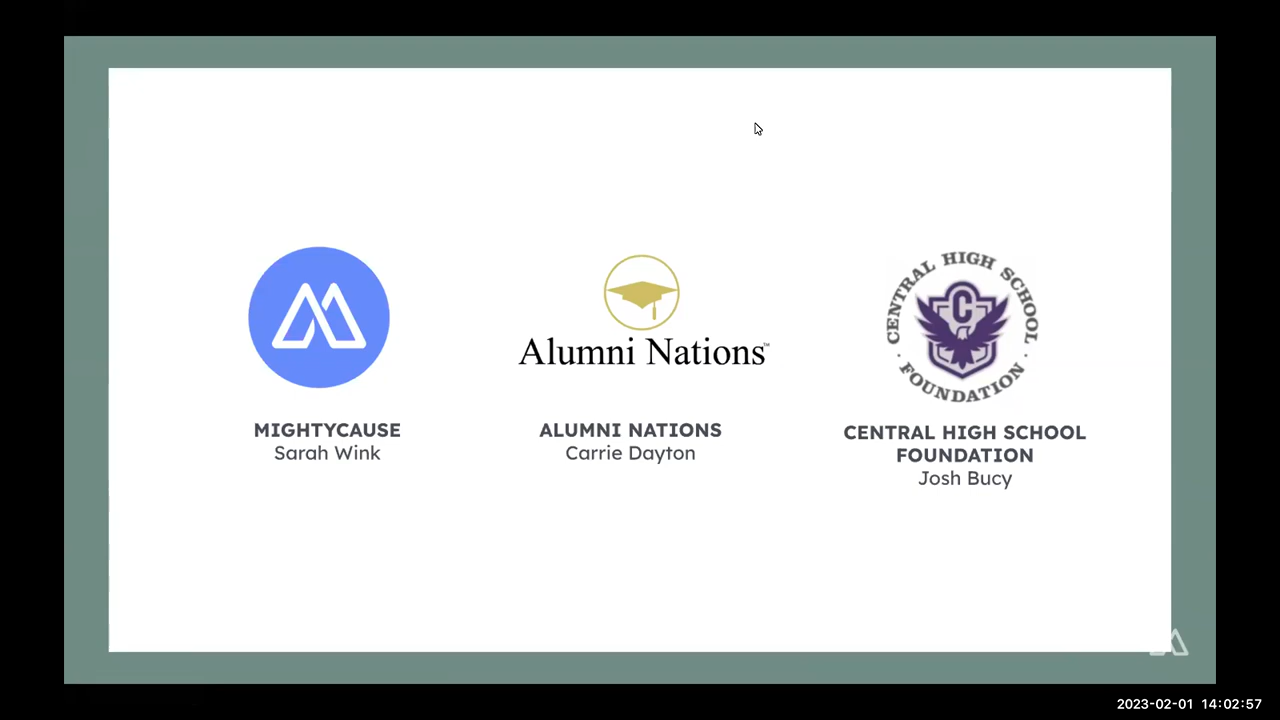 CENTRAL HIGH SCHOOL
C
· FOUNDATION ·
Alumni Nations™
MIGHTYCAUSE
Sarah Wink
ALUMNI NATIONS
Carrie Dayton
CENTRAL HIGH SCHOOL
FOUNDATION
Josh Bucy
2023-02-01 14:02:57